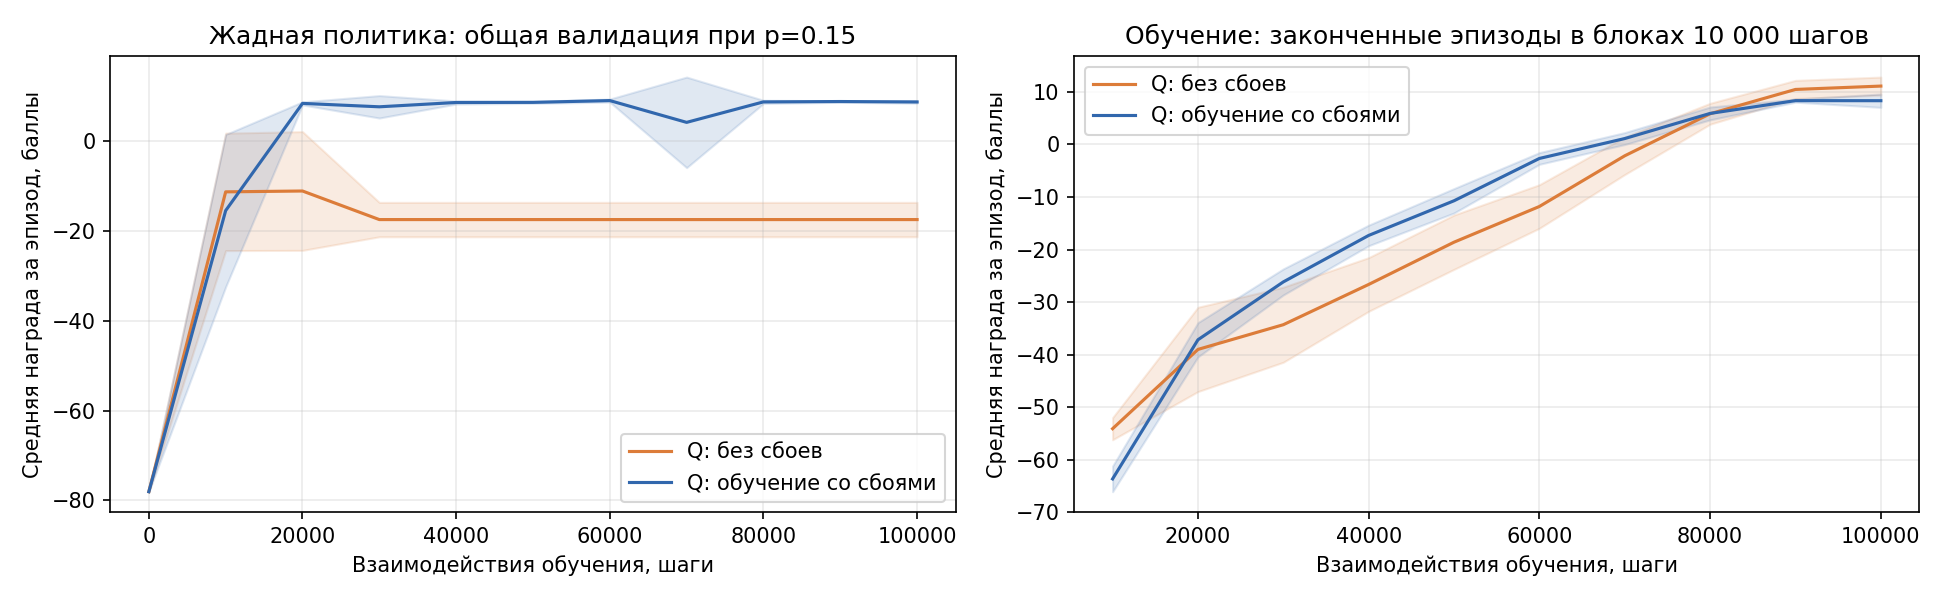 Жадная политика: общая валидация при p=0.15
Средняя награда за эпизод, баллы
0
−20
−40
−60
−80
Q: без сбоев
Q: обучение со сбоями
0 20000 40000 60000 80000 100000
Взаимодействия обучения, шаги
Обучение: законченные эпизоды в блоках 10 000 шагов
Средняя награда за эпизод, баллы
10
0
−10
−20
−30
−40
−50
−60
−70
Q: без сбоев
Q: обучение со сбоями
20000 40000 60000 80000 100000
Взаимодействия обучения, шаги